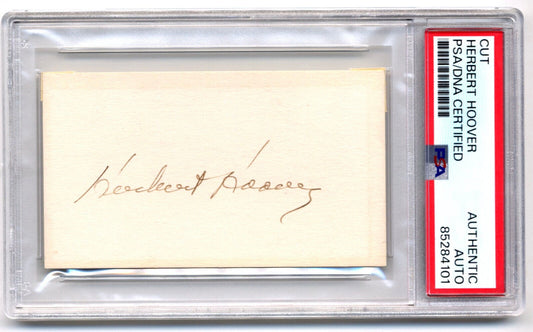 Herbert Hoover
CUT
HERBERT HOOVER
PSA/DNA CERTIFIED
PSA
AUTHENTIC
AUTO
85284101